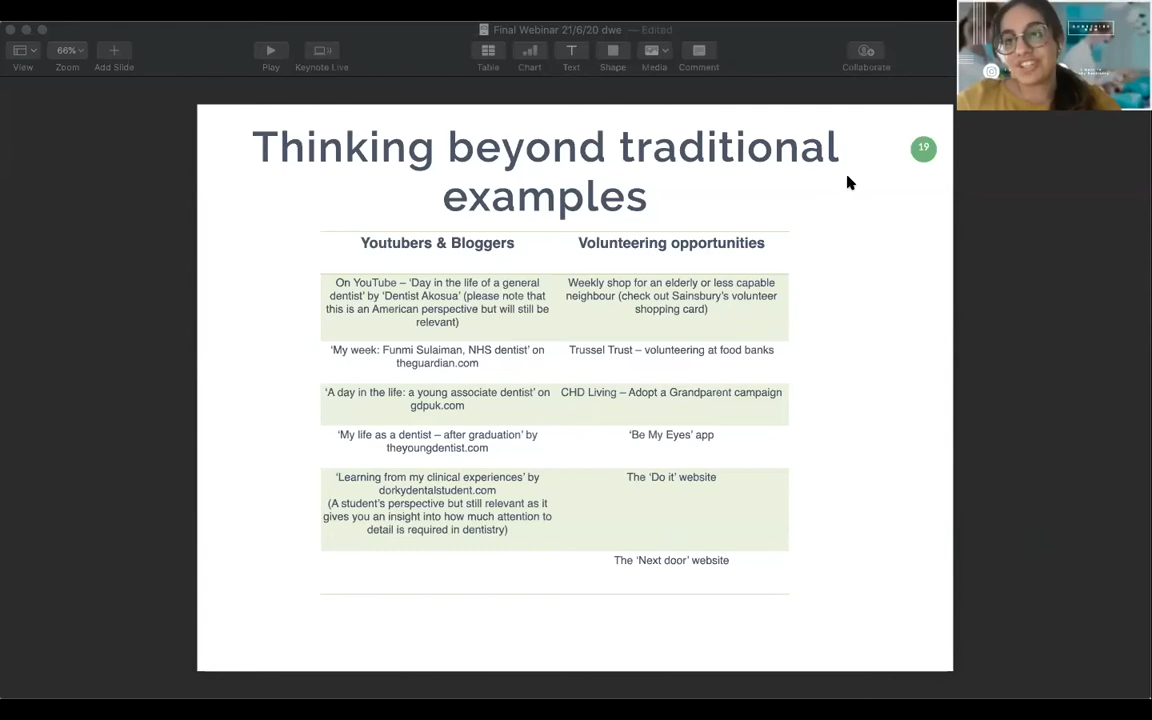 Final Webinar 21/6/20 dwe — Edited
66%
View Zoom Add Slide Play Keynote Live Table Chart Text Shape Media Comment Collaborate
Thinking beyond traditional
examples
19
Youtubers & Bloggers
Volunteering opportunities
On YouTube – ‘Day in the life of a general
dentist’ by ‘Dentist Akosua’ (please note that
this is an American perspective but will still be
relevant)
Weekly shop for an elderly or less capable
neighbour (check out Sainsbury’s volunteer
shopping card)
‘My week: Funmi Sulaiman, NHS dentist’ on
theguardian.com
Trussel Trust – volunteering at food banks
‘A day in the life: a young associate dentist’ on
gdpuk.com
CHD Living – Adopt a Grandparent campaign
‘My life as a dentist – after graduation’ by
theyoungdentist.com
‘Be My Eyes’ app
‘Learning from my clinical experiences’ by
dorkydentalstudent.com
(A student’s perspective but still relevant as it
gives you an insight into how much attention to
detail is required in dentistry)
The ‘Do it’ website
The ‘Next door’ website